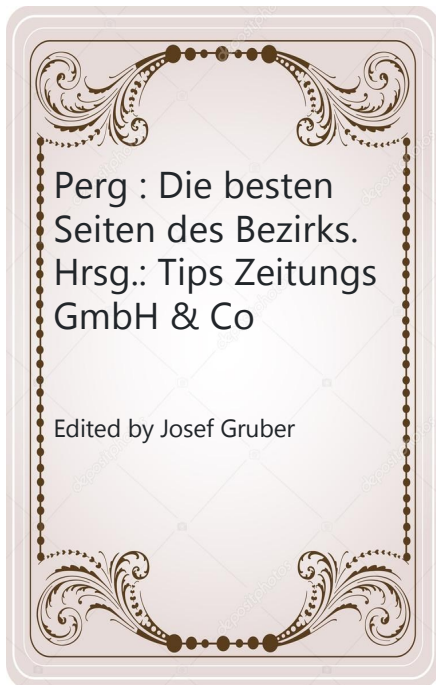 Perg : Die besten
Seiten des Bezirks.
Hrsg.: Tips Zeitungs
GmbH & Co
Edited by Josef Gruber